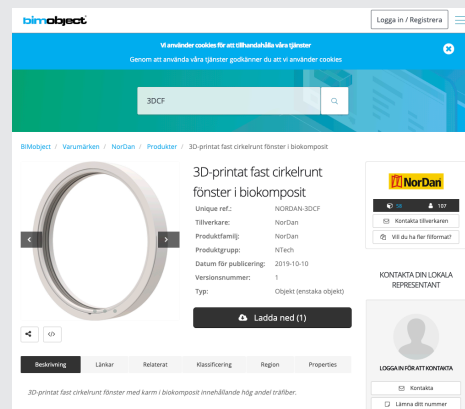 bimobject
Logga in / Registrera
Vi använder cookies för att tillhandahålla våra tjänster
Genom att använda våra tjänster godkänner du att vi använder cookies
3DCF
BIMobject / Varumärken / NorDan / Produkter / 3D-printat fast cirkelrunt fönster i biokomposit
3D-printat fast cirkelrunt
fönster i biokomposit
Unique ref.: NORDAN-3DCF
Tillverkare: NorDan
Produktfamilj: NorDan
Produktgrupp: NTech
Datum för publicering: 2019-10-10
Versionsnummer: 1
Typ: Objekt (enstaka objekt)
Ladda ned (1)
NorDan
58 107
Kontakta tillverkaren
Vill du ha fler filformat?
KONTAKTA DIN LOKALA
REPRESENTANT
LOGGA IN FÖR ATT KONTAKTA
Kontakta
Lämna ditt nummer
Beskrivning Länkar Relaterat Klassificering Region Properties
3D-printat fast cirkelrunt fönster med karm i biokomposit innehållande hög andel träfiber.